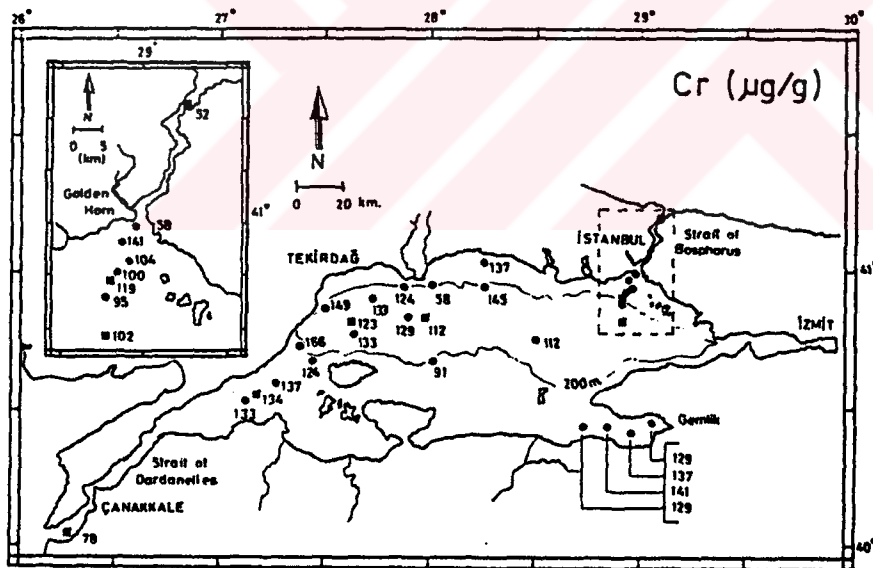 26°
27°
28°
29°
30°
29°
Cr (µg/g)
N
0 5
(km)
52
N
0 20 km.
Golden
Horn
41°
58
141
104
100
119
95
102
TEKİRDAĞ
İSTANBUL
Strait of
Bosphorus
41°
137
124
58
145
149
133
123
129
112
133
166
124
91
112
İZMİT
200m
137
134
133
Gemlik
129
137
141
129
Strait of
Dardanelles
ÇANAKKALE
78
40°